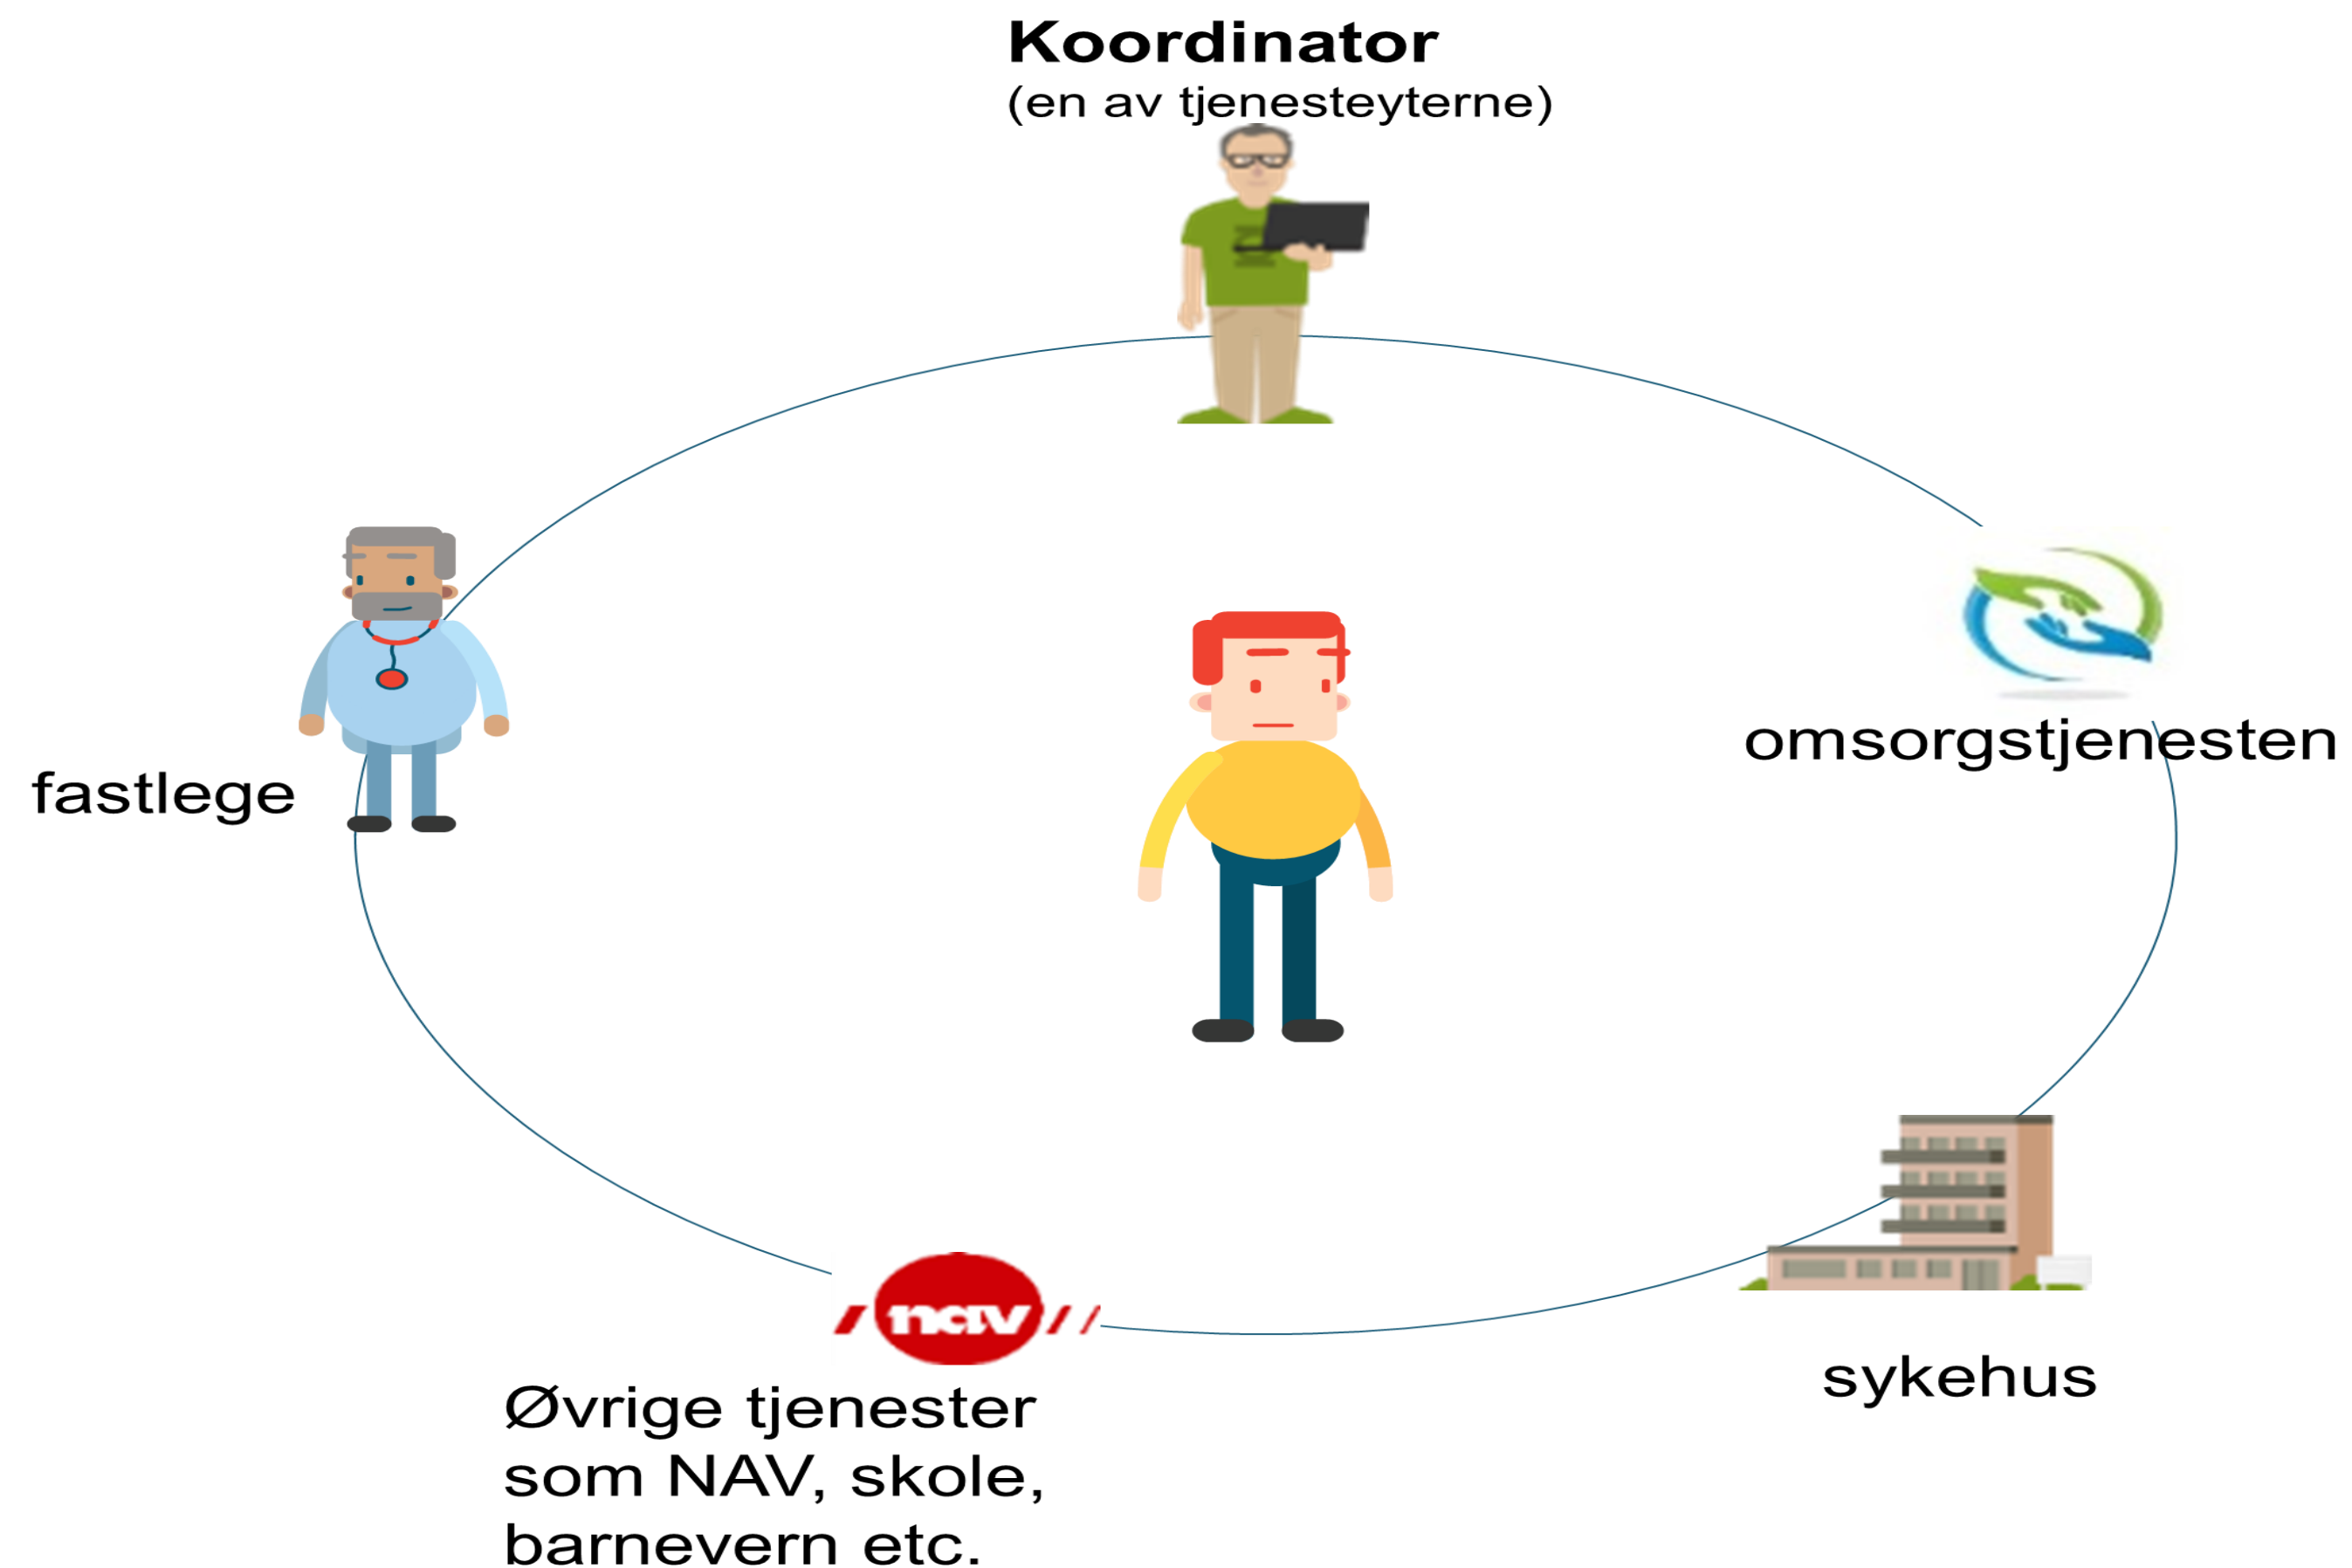 Koordinator
(en av tjenesteyterne)
fastlege
omsorgstjenesten
nav
sykehus
Øvrige tjenester
som NAV, skole,
barnevern etc.